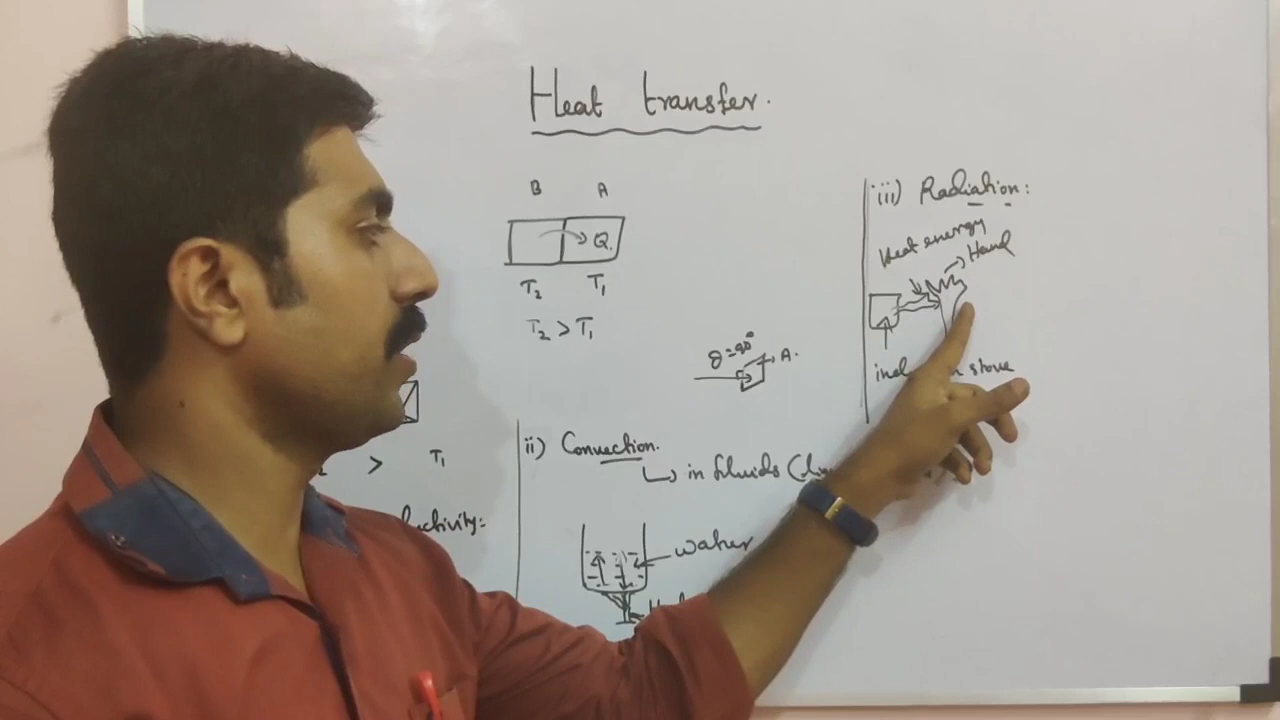 Heat transfer.
B A
Q.
T₂ T₁
T₂ > T₁
θ=90°
A.
> T₁
ii) Convection.
in fluids
water
iii) Radiation:
Heat energy
Hand
stove